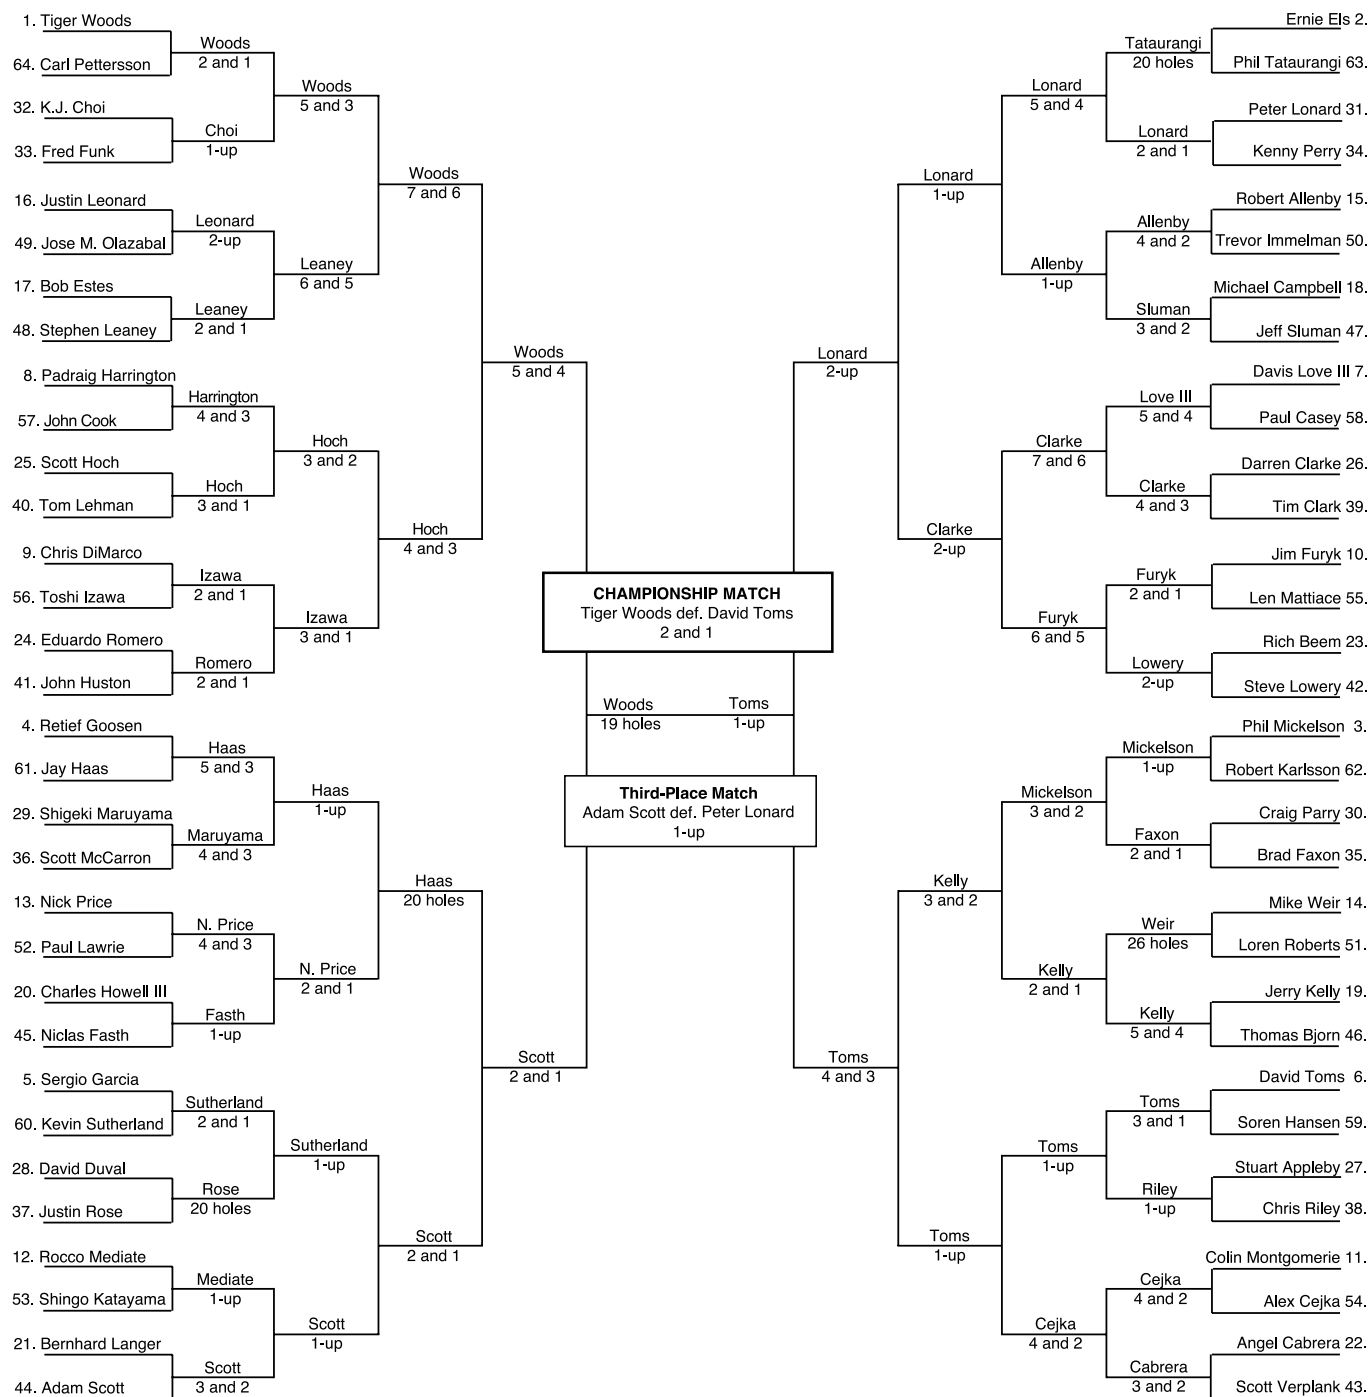 1. Tiger Woods
64. Carl Pettersson
32. K.J. Choi
33. Fred Funk
16. Justin Leonard
49. Jose M. Olazabal
17. Bob Estes
48. Stephen Leaney
8. Padraig Harrington
57. John Cook
25. Scott Hoch
40. Tom Lehman
9. Chris DiMarco
56. Toshi Izawa
24. Eduardo Romero
41. John Huston
4. Retief Goosen
61. Jay Haas
29. Shigeki Maruyama
36. Scott McCarron
13. Nick Price
52. Paul Lawrie
20. Charles Howell III
45. Niclas Fasth
5. Sergio Garcia
60. Kevin Sutherland
28. David Duval
37. Justin Rose
12. Rocco Mediate
53. Shingo Katayama
21. Bernhard Langer
44. Adam Scott
Woods
2 and 1
Choi
1-up
Leonard
2-up
Leaney
2 and 1
Harrington
4 and 3
Hoch
3 and 1
Izawa
2 and 1
Romero
2 and 1
Haas
5 and 3
Maruyama
4 and 3
N. Price
4 and 3
Fasth
1-up
Sutherland
2 and 1
Rose
20 holes
Mediate
1-up
Scott
3 and 2
Woods
5 and 3
Leaney
6 and 5
Hoch
3 and 2
Izawa
3 and 1
Haas
1-up
N. Price
2 and 1
Sutherland
1-up
Scott
1-up
Woods
7 and 6
Hoch
4 and 3
Haas
20 holes
Scott
2 and 1
Woods
5 and 4
Scott
2 and 1
CHAMPIONSHIP MATCH
Tiger Woods def. David Toms
2 and 1
Woods
19 holes
Toms
1-up
Third-Place Match
Adam Scott def. Peter Lonard
1-up
Lonard
2-up
Toms
4 and 3
Lonard
1-up
Clarke
2-up
Kelly
3 and 2
Toms
1-up
Lonard
5 and 4
Allenby
1-up
Clarke
7 and 6
Furyk
6 and 5
Mickelson
3 and 2
Kelly
2 and 1
Toms
1-up
Cejka
4 and 2
Tataurangi
20 holes
Lonard
2 and 1
Allenby
4 and 2
Sluman
3 and 2
Love III
5 and 4
Clarke
4 and 3
Furyk
2 and 1
Lowery
2-up
Mickelson
1-up
Faxon
2 and 1
Weir
26 holes
Kelly
5 and 4
Toms
3 and 1
Riley
1-up
Cejka
4 and 2
Cabrera
3 and 2
Ernie Els 2.
Phil Tataurangi 63.
Peter Lonard 31.
Kenny Perry 34.
Robert Allenby 15.
Trevor Immelman 50.
Michael Campbell 18.
Jeff Sluman 47.
Davis Love III 7.
Paul Casey 58.
Darren Clarke 26.
Tim Clark 39.
Jim Furyk 10.
Len Mattiace 55.
Rich Beem 23.
Steve Lowery 42.
Phil Mickelson 3.
Robert Karlsson 62.
Craig Parry 30.
Brad Faxon 35.
Mike Weir 14.
Loren Roberts 51.
Jerry Kelly 19.
Thomas Bjorn 46.
David Toms 6.
Soren Hansen 59.
Stuart Appleby 27.
Chris Riley 38.
Colin Montgomerie 11.
Alex Cejka 54.
Angel Cabrera 22.
Scott Verplank 43.